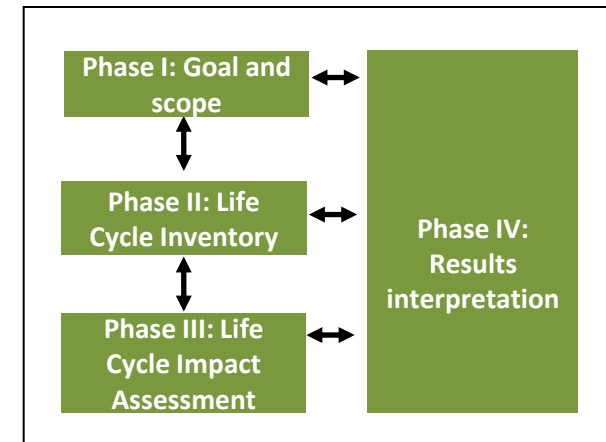 Phase I: Goal and
scope
Phase II: Life
Cycle Inventory
Phase III: Life
Cycle Impact
Assessment
Phase IV:
Results
interpretation